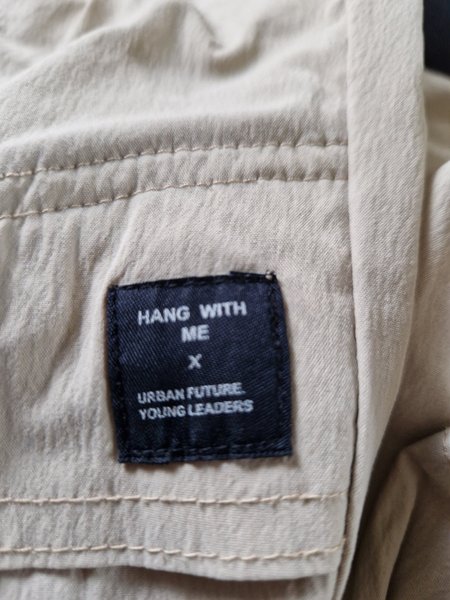 HANG WITH
ME
X
URBAN FUTURE.
YOUNG LEADERS